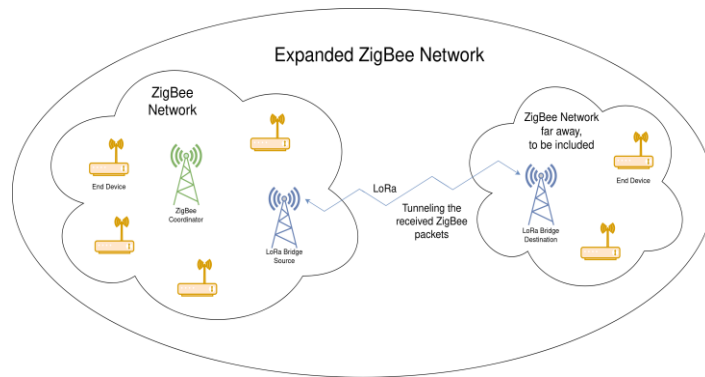 Expanded ZigBee Network
ZigBee
Network
End Device
ZigBee
Coordinator
LoRa Bridge
Source
LoRa
Tunneling the
received ZigBee
packets
ZigBee Network
far away,
to be included
End Device
LoRa Bridge
Destination